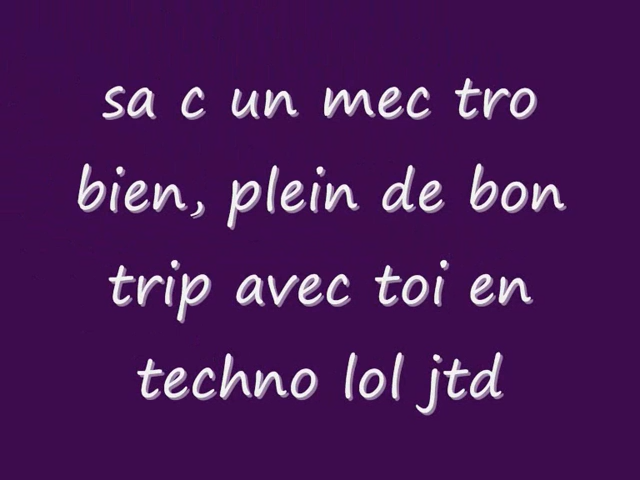 sa c un mec tro
bien, plein de bon
trip avec toi en
techno lol jtd